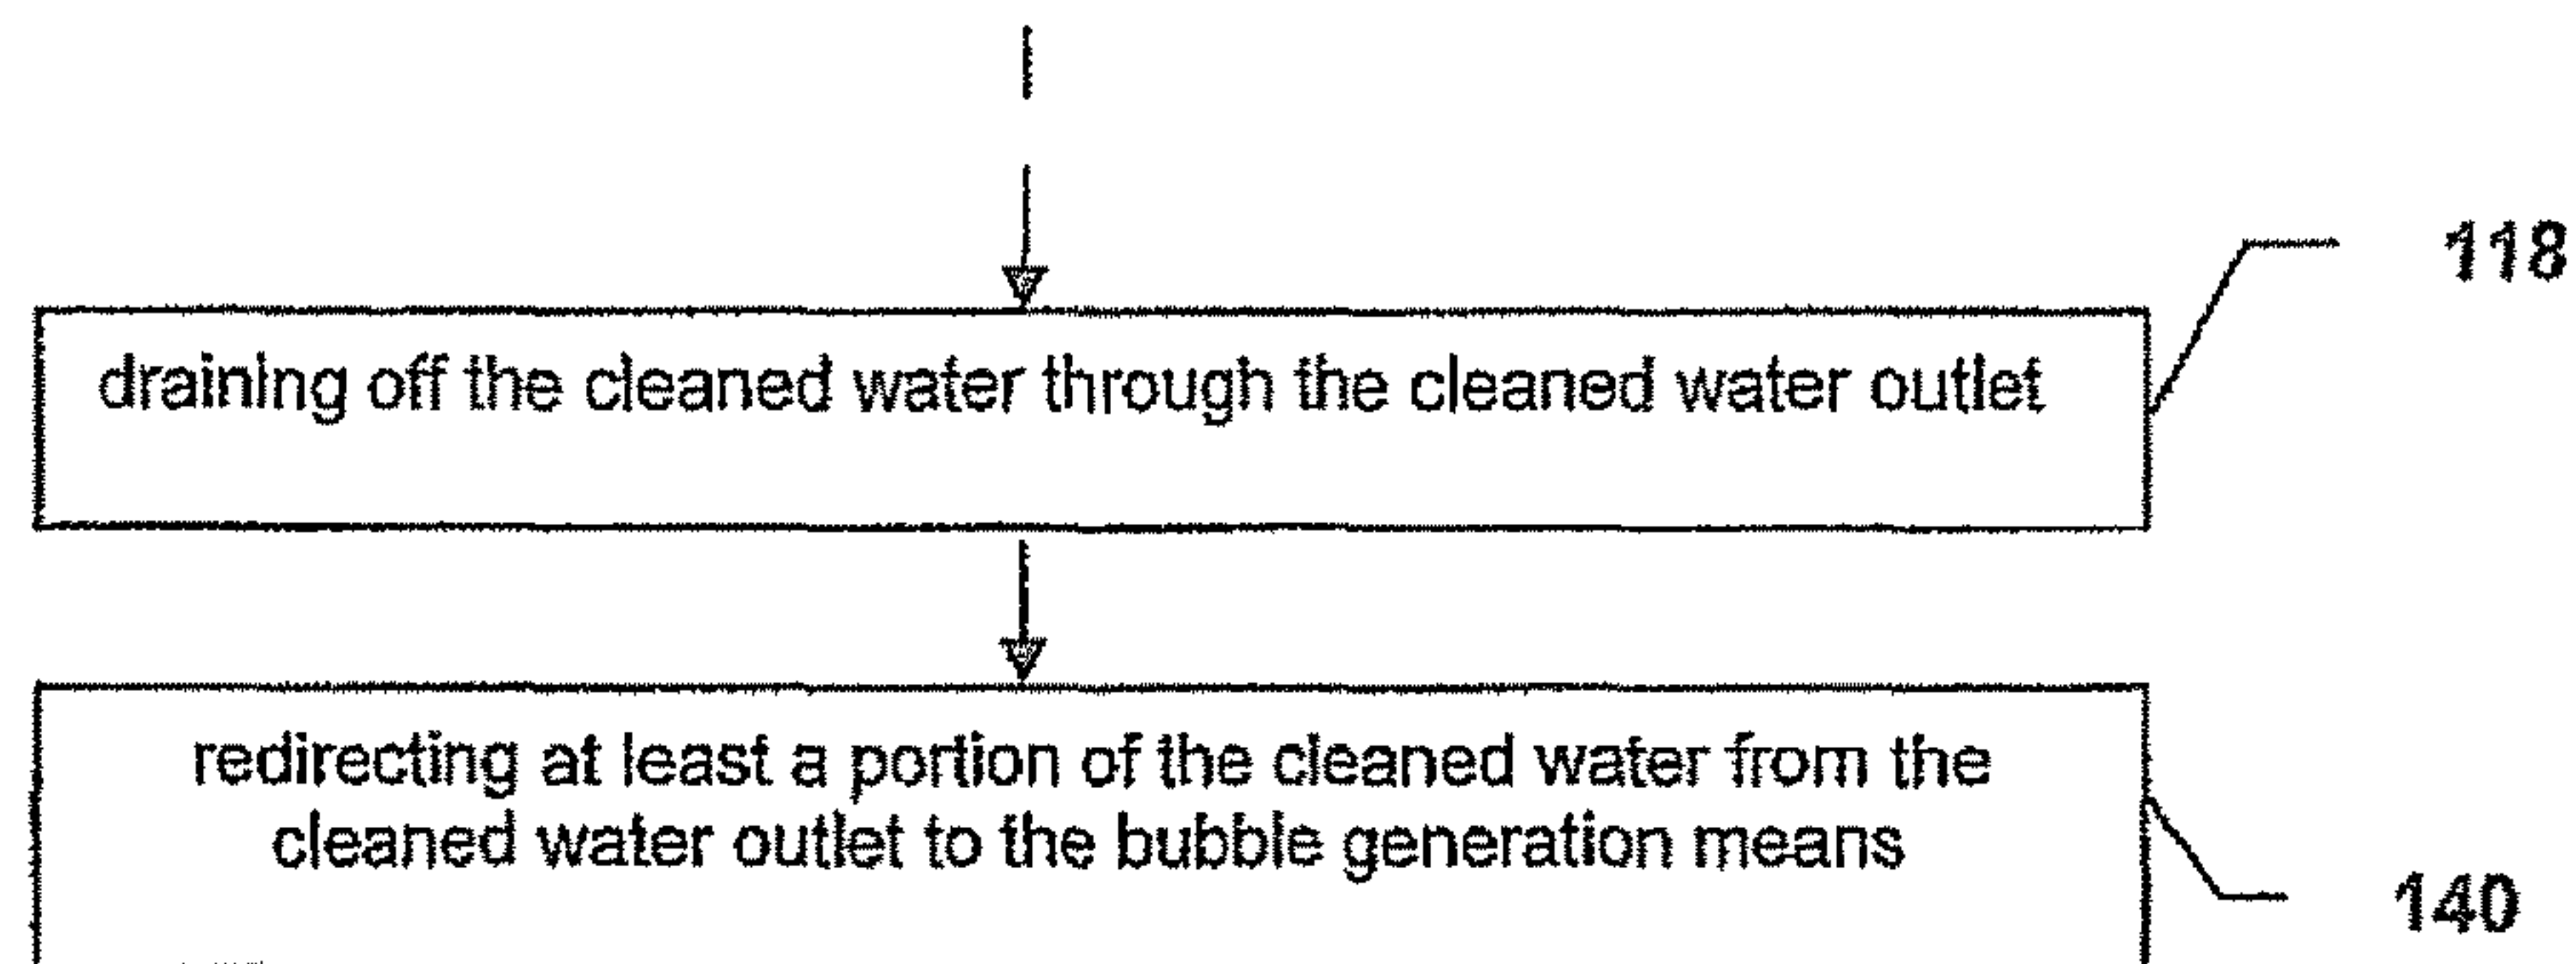 118
draining off the cleaned water through the cleaned water outlet
redirecting at least a portion of the cleaned water from the
cleaned water outlet to the bubble generation means
140